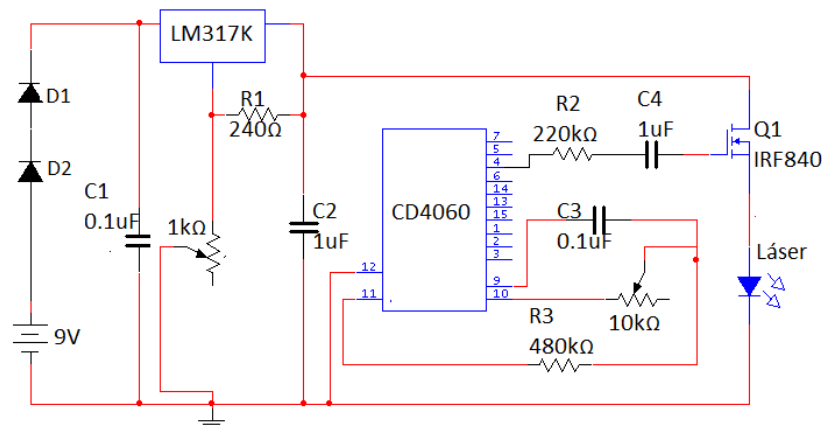 LM317K
D1
D2
C1
0.1uF
9V
1kΩ
R1
240Ω
C2
1uF
CD4060
7
5
4
6
14
13
15
1
2
3
9
10
12
11
R2
220kΩ
C4
1uF
Q1
IRF840
C3
0.1uF
10kΩ
R3
480kΩ
Láser